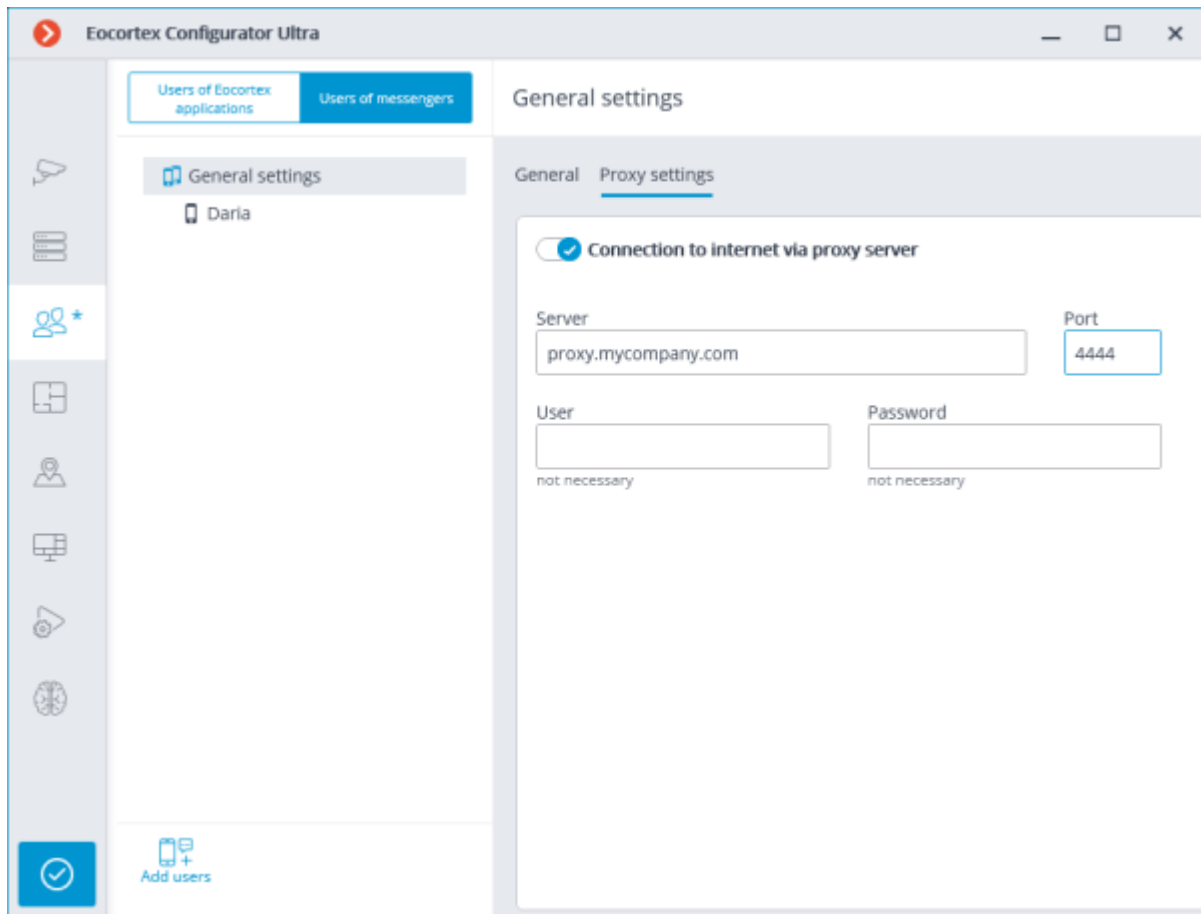 Eocortex Configurator Ultra
Users of Eocortex
applications
Users of messengers
General settings
General settings
Daria
General Proxy settings
Connection to internet via proxy server
Server Port
proxy.mycompany.com 4444
User Password
not necessary not necessary
Add users